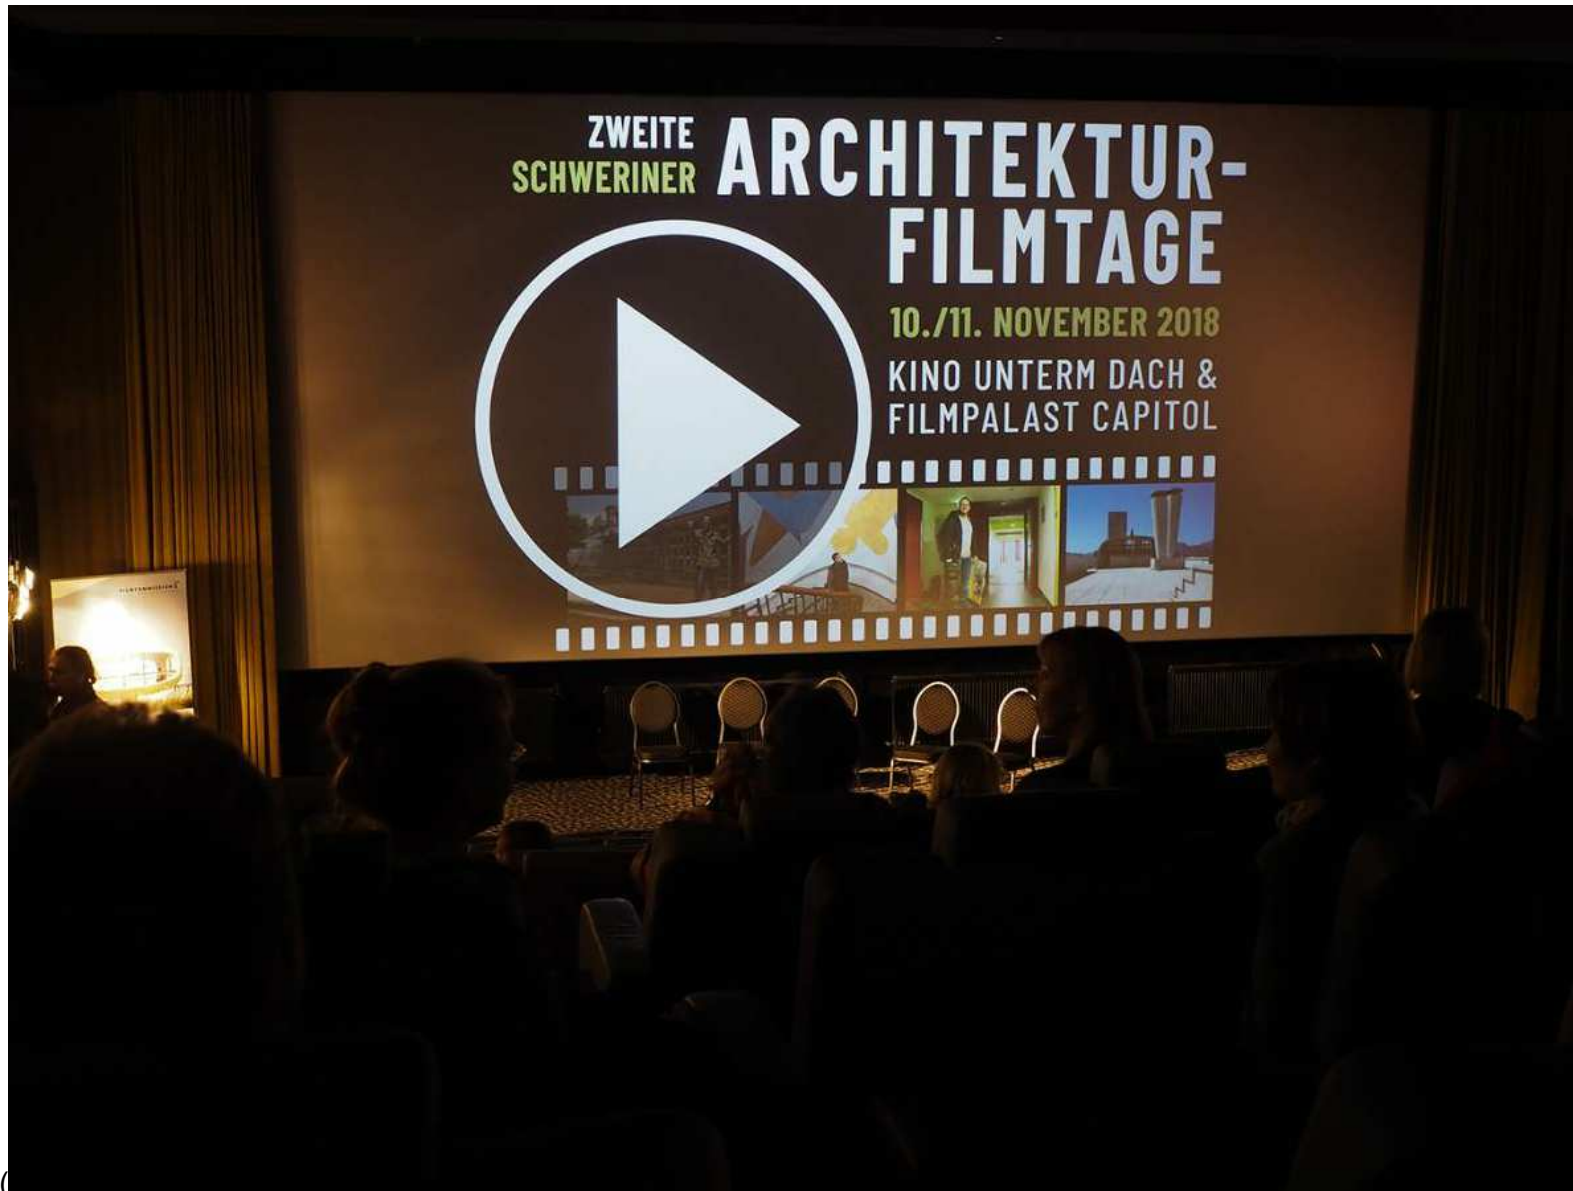 ZWEITE
SCHWERINER
ARCHITEKTUR-
FILMTAGE
10./11. NOVEMBER 2018
KINO UNTERM DACH &
FILMPALAST CAPITOL